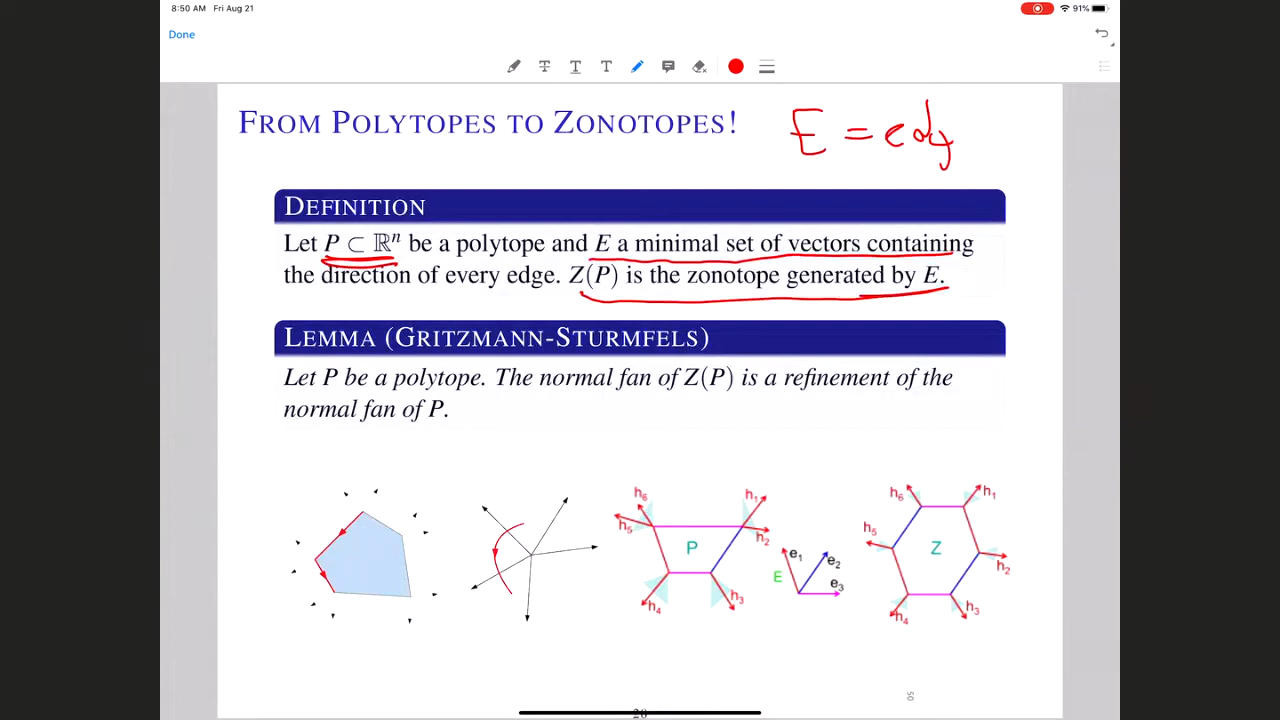 8:50 AM Fri Aug 21
91%
Done
FROM POLYTOPES TO ZONOTOPES!
E =
DEFINITION
Let P ⊂ ℝⁿ be a polytope and E a minimal set of vectors containing
the direction of every edge. Z(P) is the zonotope generated by E.
LEMMA (GRITZMANN-STURMFELS)
Let P be a polytope. The normal fan of Z(P) is a refinement of the
normal fan of P.
h₆ h₁ h₅ h₂ P h₄ h₃
E e₁ e₂ e₃
h₆ h₁ h₅ h₂ Z h₄ h₃
50